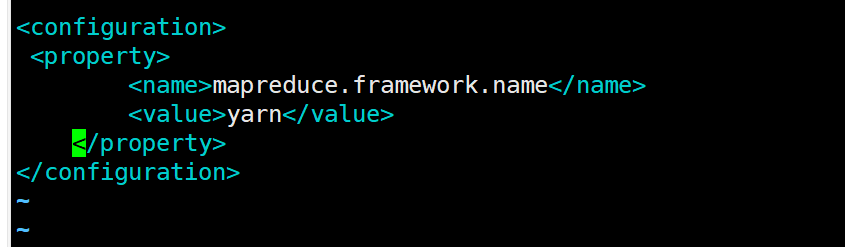 <configuration>
 <property>
        <name>mapreduce.framework.name</name>
        <value>yarn</value>
    </property>
</configuration>
~
~